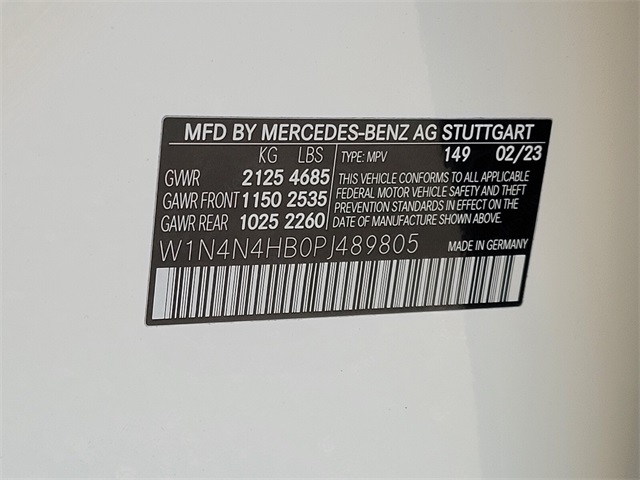 MFD BY MERCEDES-BENZ AG STUTTGART
KG LBS TYPE: MPV 149 02/23
GVWR 2125 4685 THIS VEHICLE CONFORMS TO ALL APPLICABLE
GAWR FRONT 1150 2535 FEDERAL MOTOR VEHICLE SAFETY AND THEFT
GAWR REAR 1025 2260 PREVENTION STANDARDS IN EFFECT ON THE
DATE OF MANUFACTURE SHOWN ABOVE.
W1N4N4HB0PJ489805 MADE IN GERMANY